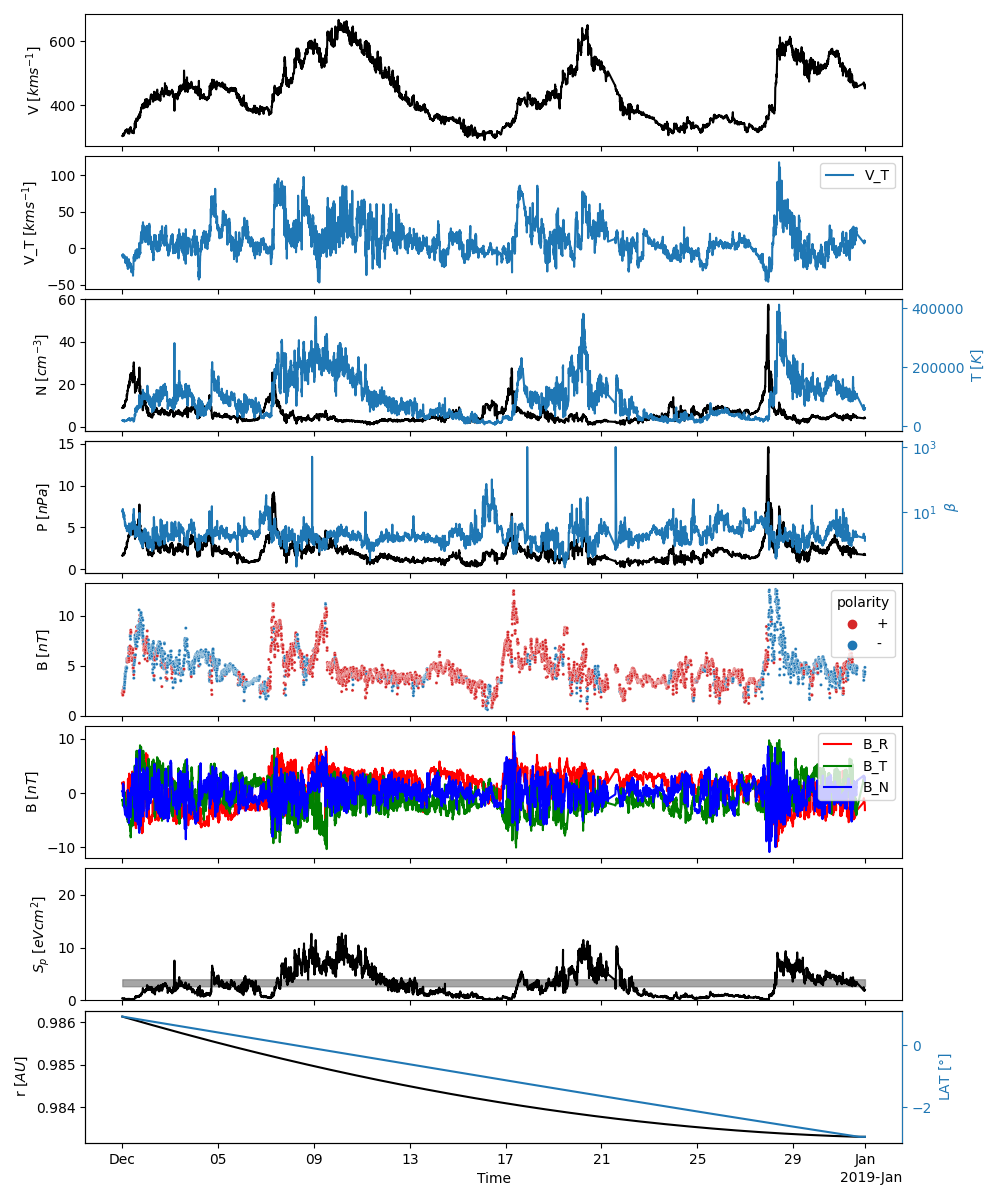 600
400
V [kms⁻¹]
100
50
0
−50
V_T [kms⁻¹]
V_T
60
40
20
0
N [cm⁻³]
400000
200000
0
T [K]
15
10
5
0
P [nPa]
10³
10¹
β
10
5
0
B [nT]
polarity
+
-
10
0
−10
B [nT]
B_R
B_T
B_N
20
10
0
Sₚ [eVcm²]
0.986
0.985
0.984
r [AU]
0
−2
LAT [°]
Dec 05 09 13 17 21 25 29 Jan
Time
2019-Jan